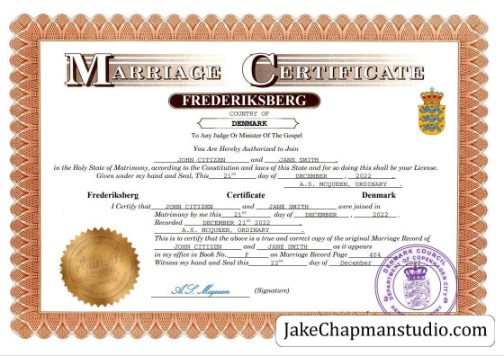 MARRIAGE CERTIFICATE
FREDERIKSBERG
COUNTRY OF
DENMARK
To Any Judge Or Minister Of The Gospel
You Are Hereby Authorized to Join
JOHN CITIZEN and JANE SMITH
in the Holy State of Matrimony, according to the Constitution and laws of this State and for so doing this shall be your License.
Given under my hand and Seal, This 21st day of DECEMBER , 2022
A.S. MCQUEEN, ORDINARY .
Frederiksberg Certificate Denmark
I Certify that JOHN CITIZEN and JANE SMITH were joined in
Matrimony by me this 21st day of DECEMBER , 2022 .
Recorded DECEMBER 21st 2022 ,
A.S. MCQUEEN, ORDINARY .
This is to certify that the above is a true and correct copy of the original Marriage Record of
JOHN CITIZEN and JANE SMITH as it appears
in my office in Book No. F on Marriage Record Page 404
Witness my hand and Seal this 22nd day of December
A.S. Mcqueen (Signature)
DENMARK COUNCIL
DEPARTMENT OF COPENHAGEN CITY
JakeChapmanstudio.com